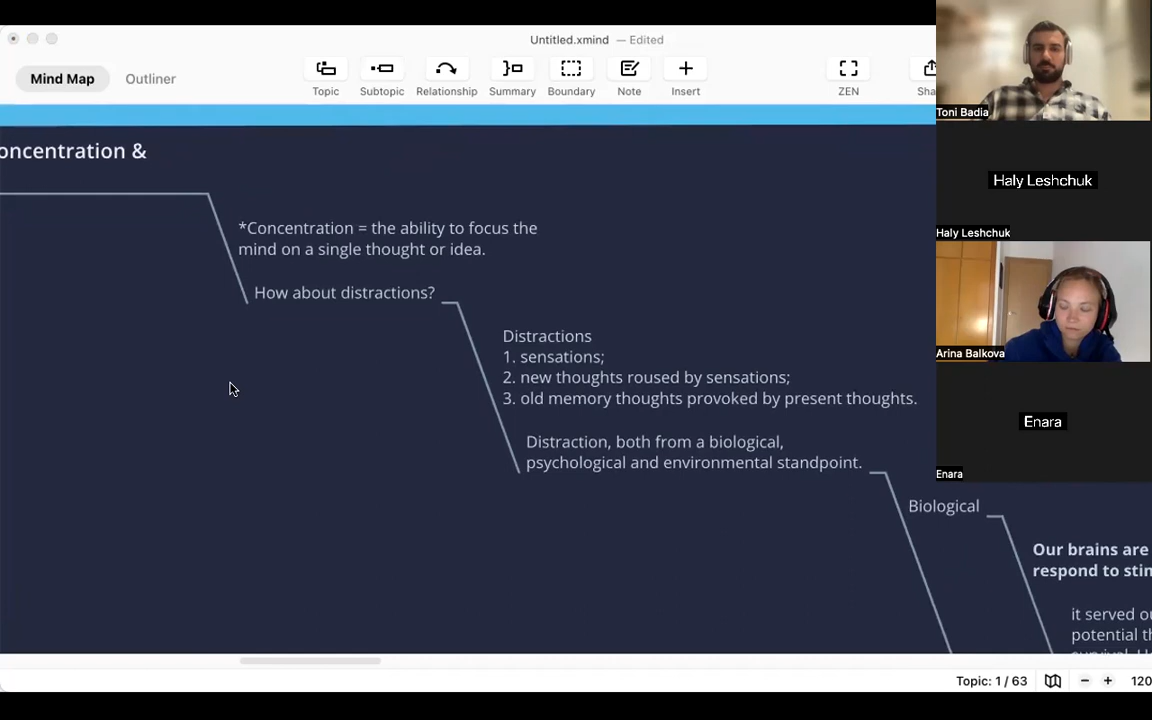 Untitled.xmind — Edited
Mind Map
Outliner
Topic
Subtopic
Relationship
Summary
Boundary
Note
Insert
ZEN
Sha
oncentration &
*Concentration = the ability to focus the
mind on a single thought or idea.
How about distractions?
Distractions
1. sensations;
2. new thoughts roused by sensations;
3. old memory thoughts provoked by present thoughts.
Distraction, both from a biological,
psychological and environmental standpoint.
Biological
Our brains are
respond to stin
it served ou
potential th
Topic: 1 / 63
120
Toni Badia
Haly Leshchuk
Haly Leshchuk
Arina Balkova
Enara
Enara